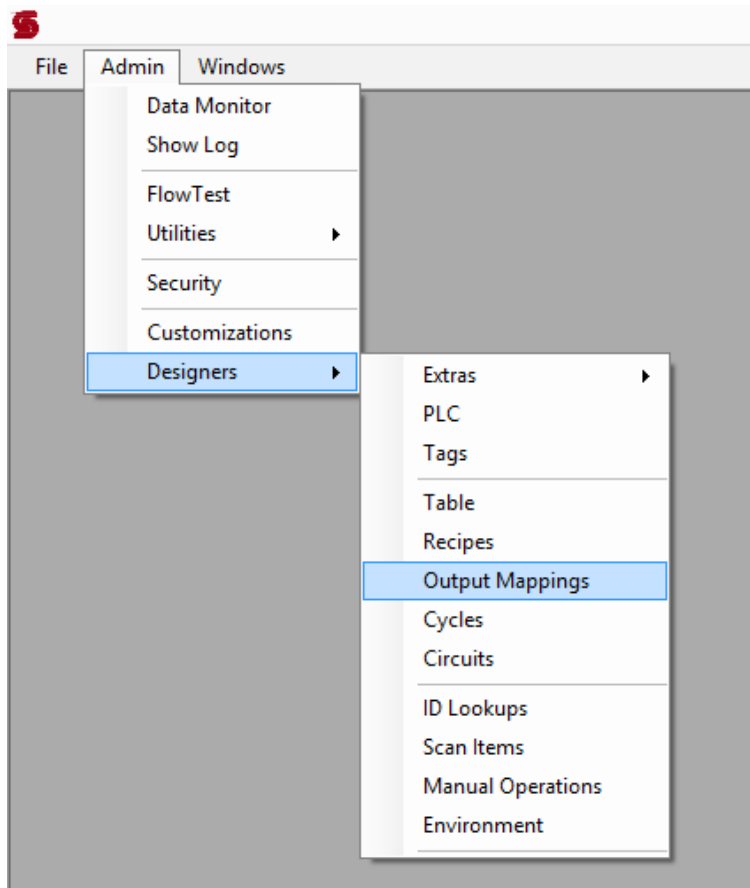 File Admin Windows
Data Monitor
Show Log
FlowTest
Utilities
Security
Customizations
Designers
Extras
PLC
Tags
Table
Recipes
Output Mappings
Cycles
Circuits
ID Lookups
Scan Items
Manual Operations
Environment